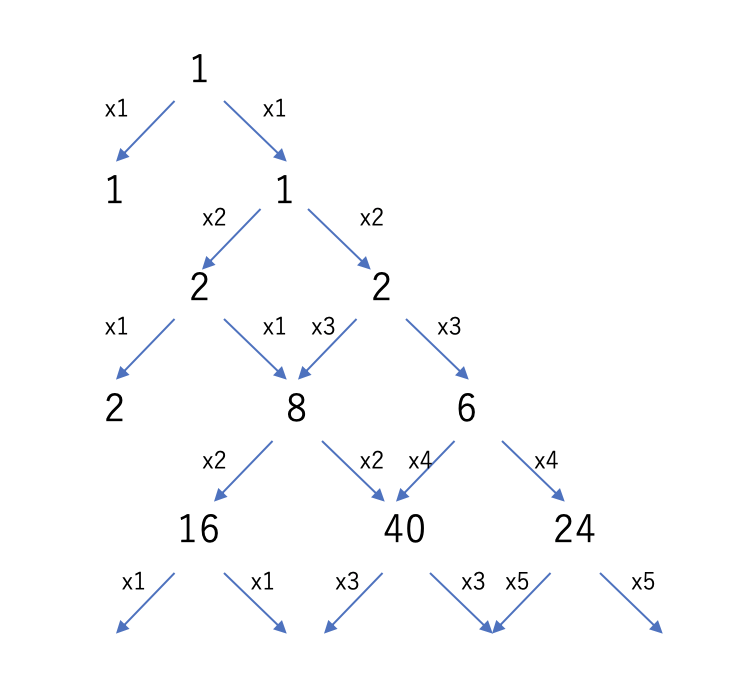 1
x1 x1
1 1
x2 x2
2 2
x1 x1 x3 x3
2 8 6
x2 x2 x4 x4
16 40 24
x1 x1 x3 x3 x5 x5